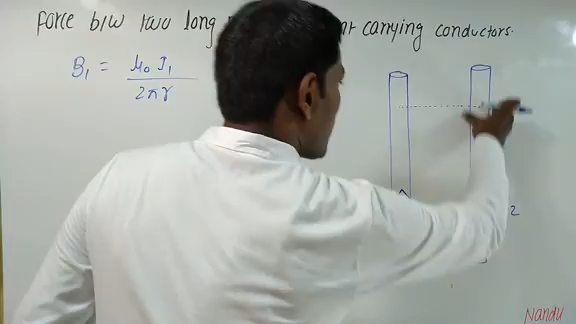 Force b/w two long carrying conductors.
B₁ = μ₀ I₁ / 2πr
2
Nandu